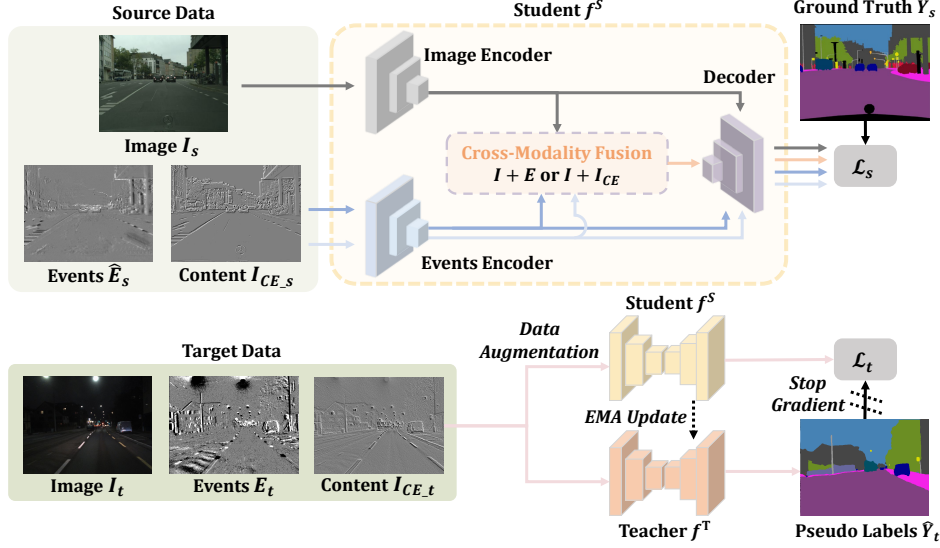 Source Data
Student f^S
Ground Truth Y_s
Image Encoder
Decoder
Image I_s
Cross-Modality Fusion
I + E or I + I_CE
ℒ_s
Events Ê_s
Content I_CE_s
Events Encoder
Student f^S
Target Data
Data
Augmentation
ℒ_t
Stop
Gradient
EMA Update
Image I_t
Events E_t
Content I_CE_t
Teacher f^T
Pseudo Labels Ŷ_t